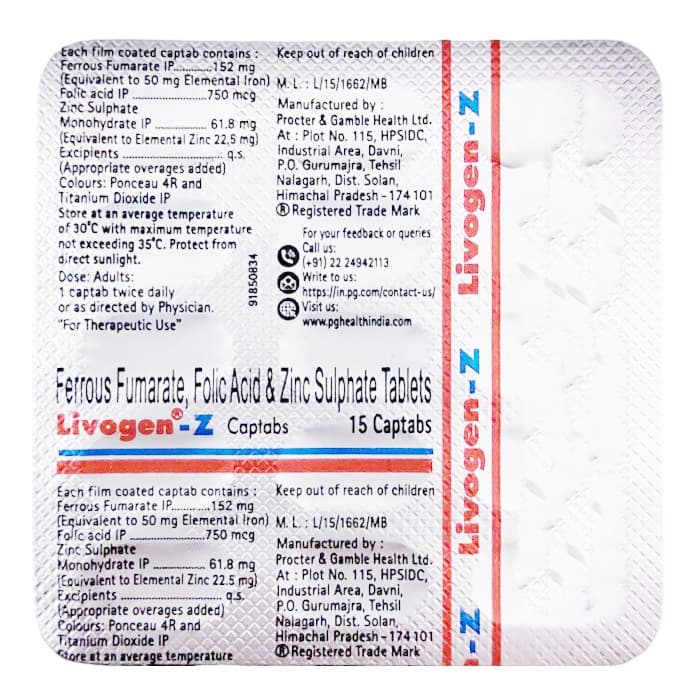 Each film coated captab contains :
Ferrous Fumarate IP............152 mg
(Equivalent to 50 mg Elemental Iron)
Folic acid IP ......................750 mcg
Zinc Sulphate
Monohydrate IP ............... 61.8 mg
(Equivalent to Elemental Zinc 22.5 mg)
Excipients ............................. q.s.
(Appropriate overages added)
Colours: Ponceau 4R and
Titanium Dioxide IP
Store at an average temperature
of 30°C with maximum temperature
not exceeding 35°C. Protect from
direct sunlight.
Dose: Adults:
1 captab twice daily
or as directed by Physician.
"For Therapeutic Use"
Keep out of reach of children
M. L. : L/15/1662/MB
Manufactured by :
Procter & Gamble Health Ltd.
At : Plot No. 115, HPSIDC,
Industrial Area, Davni,
P.O. Gurumajra, Tehsil
Nalagarh, Dist. Solan,
Himachal Pradesh - 174 101
® Registered Trade Mark
For your feedback or queries
Call us:
(+91) 22 24942113
Write to us:
https://in.pg.com/contact-us/
Visit us:
www.pghealthindia.com
91850834
Ferrous Fumarate, Folic Acid & Zinc Sulphate Tablets
Livogen®-Z Captabs 15 Captabs
Each film coated captab contains :
Ferrous Fumarate IP............152 mg
(Equivalent to 50 mg Elemental Iron)
Folic acid IP ......................750 mcg
Zinc Sulphate
Monohydrate IP ............... 61.8 mg
(Equivalent to Elemental Zinc 22.5 mg)
Excipients ............................. q.s.
(Appropriate overages added)
Colours: Ponceau 4R and
Titanium Dioxide IP
Store at an average temperature
Keep out of reach of children
M. L. : L/15/1662/MB
Manufactured by :
Procter & Gamble Health Ltd.
At : Plot No. 115, HPSIDC,
Industrial Area, Davni,
P.O. Gurumajra, Tehsil
Nalagarh, Dist. Solan,
Himachal Pradesh - 174 101
® Registered Trade Mark
Livogen-Z
Livogen-Z
-Z